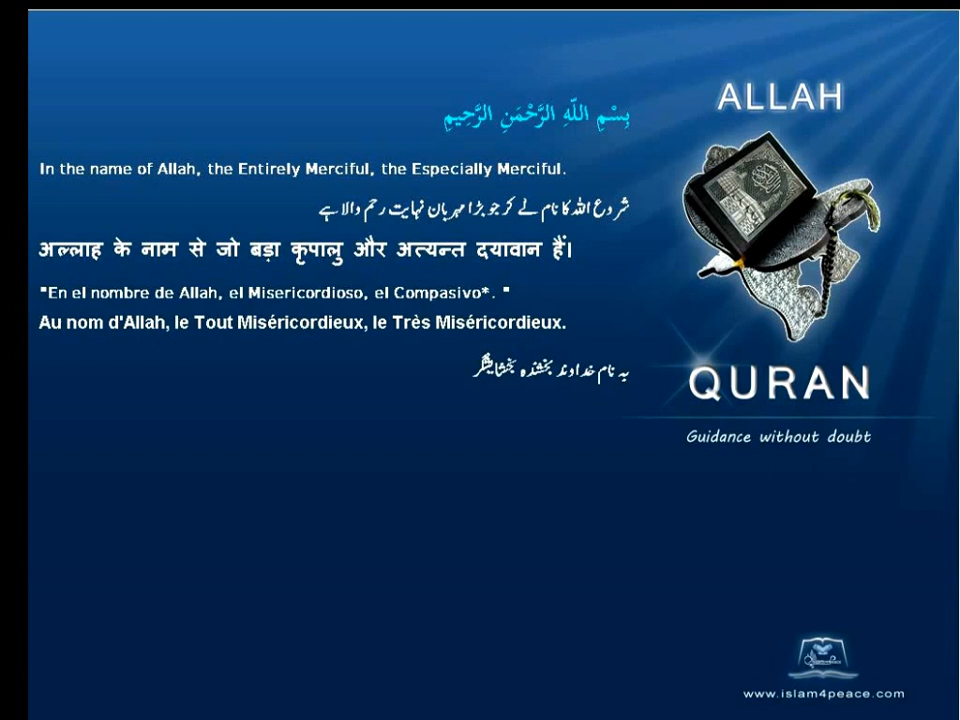 بِسْمِ اللّهِ الرَّحْمَنِ الرَّحِيمِ
In the name of Allah, the Entirely Merciful, the Especially Merciful.
شروع الله کا نام لے کر جو بڑا مہربان نہایت رحم والا ہے
अल्लाह के नाम से जो बड़ा कृपालु और अत्यन्त दयावान हैं।
"En el nombre de Allah, el Misericordioso, el Compasivo*. "
Au nom d'Allah, le Tout Miséricordieux, le Très Miséricordieux.
به نام خداوند بخشنده بخشایشگر
ALLAH
QURAN
Guidance without doubt
www.islam4peace.com